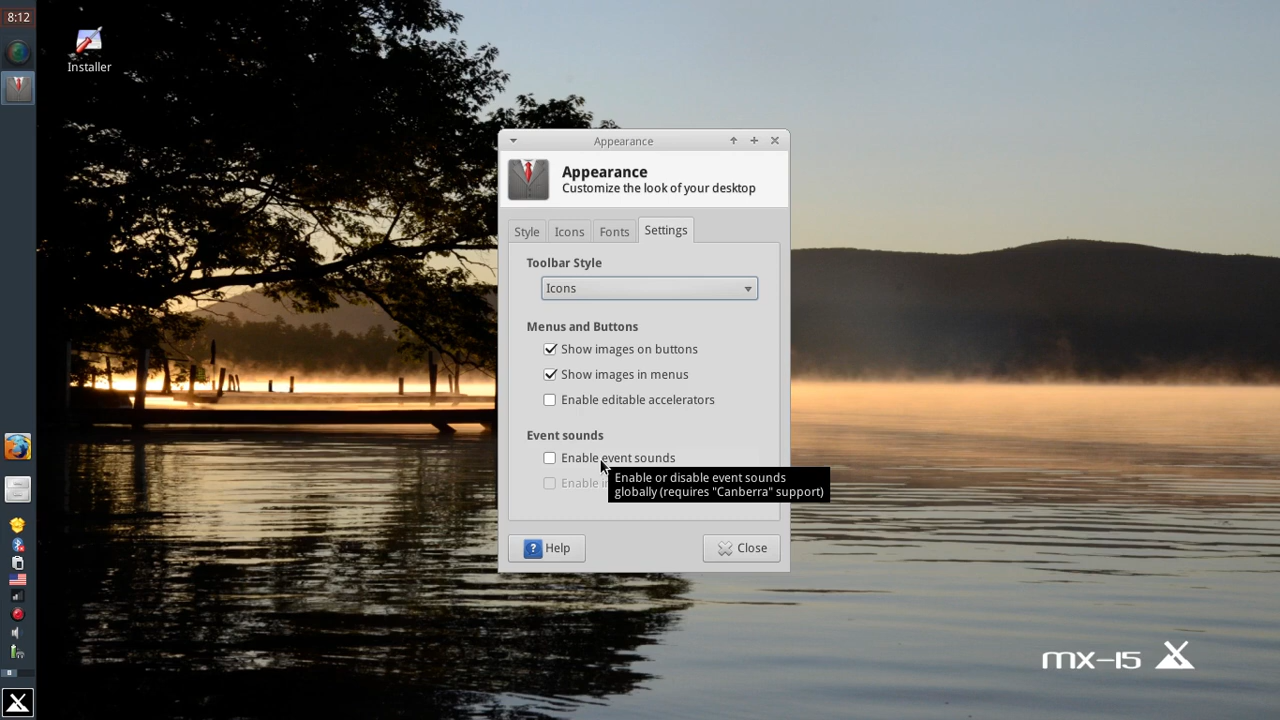 8:12
Installer
Appearance
Appearance
Customize the look of your desktop
Style
Icons
Fonts
Settings
Toolbar Style
Icons
Menus and Buttons
Show images on buttons
Show images in menus
Enable editable accelerators
Event sounds
Enable event sounds
Enable or disable event sounds
globally (requires "Canberra" support)
Enable
? Help
Close
mx-15